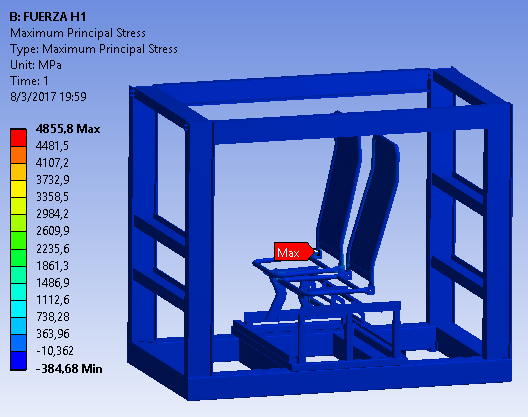 B: FUERZA H1
Maximum Principal Stress
Type: Maximum Principal Stress
Unit: MPa
Time: 1
8/3/2017 19:59
4855,8 Max
4481,5
4107,2
3732,9
3358,5
2984,2
2609,9
2235,6
1861,3
1486,9
1112,6
738,28
363,96
-10,362
-384,68 Min
Max